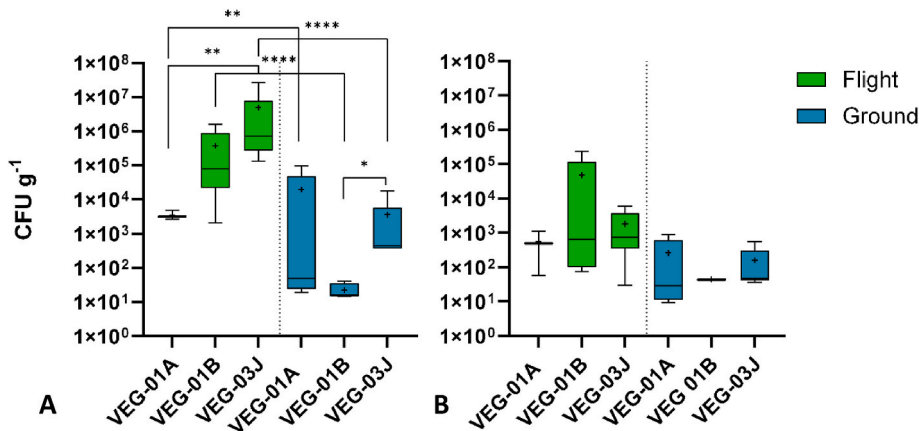 **
****
**
****
*
CFU g⁻¹
1×10⁸
1×10⁷
1×10⁶
1×10⁵
1×10⁴
1×10³
1×10²
1×10¹
1×10⁰
VEG-01A
VEG-01B
VEG-03J
VEG-01A
VEG-01B
VEG-03J
A
1×10⁸
1×10⁷
1×10⁶
1×10⁵
1×10⁴
1×10³
1×10²
1×10¹
1×10⁰
VEG-01A
VEG-01B
VEG-03J
VEG-01A
VEG 01B
VEG-03J
B
Flight
Ground